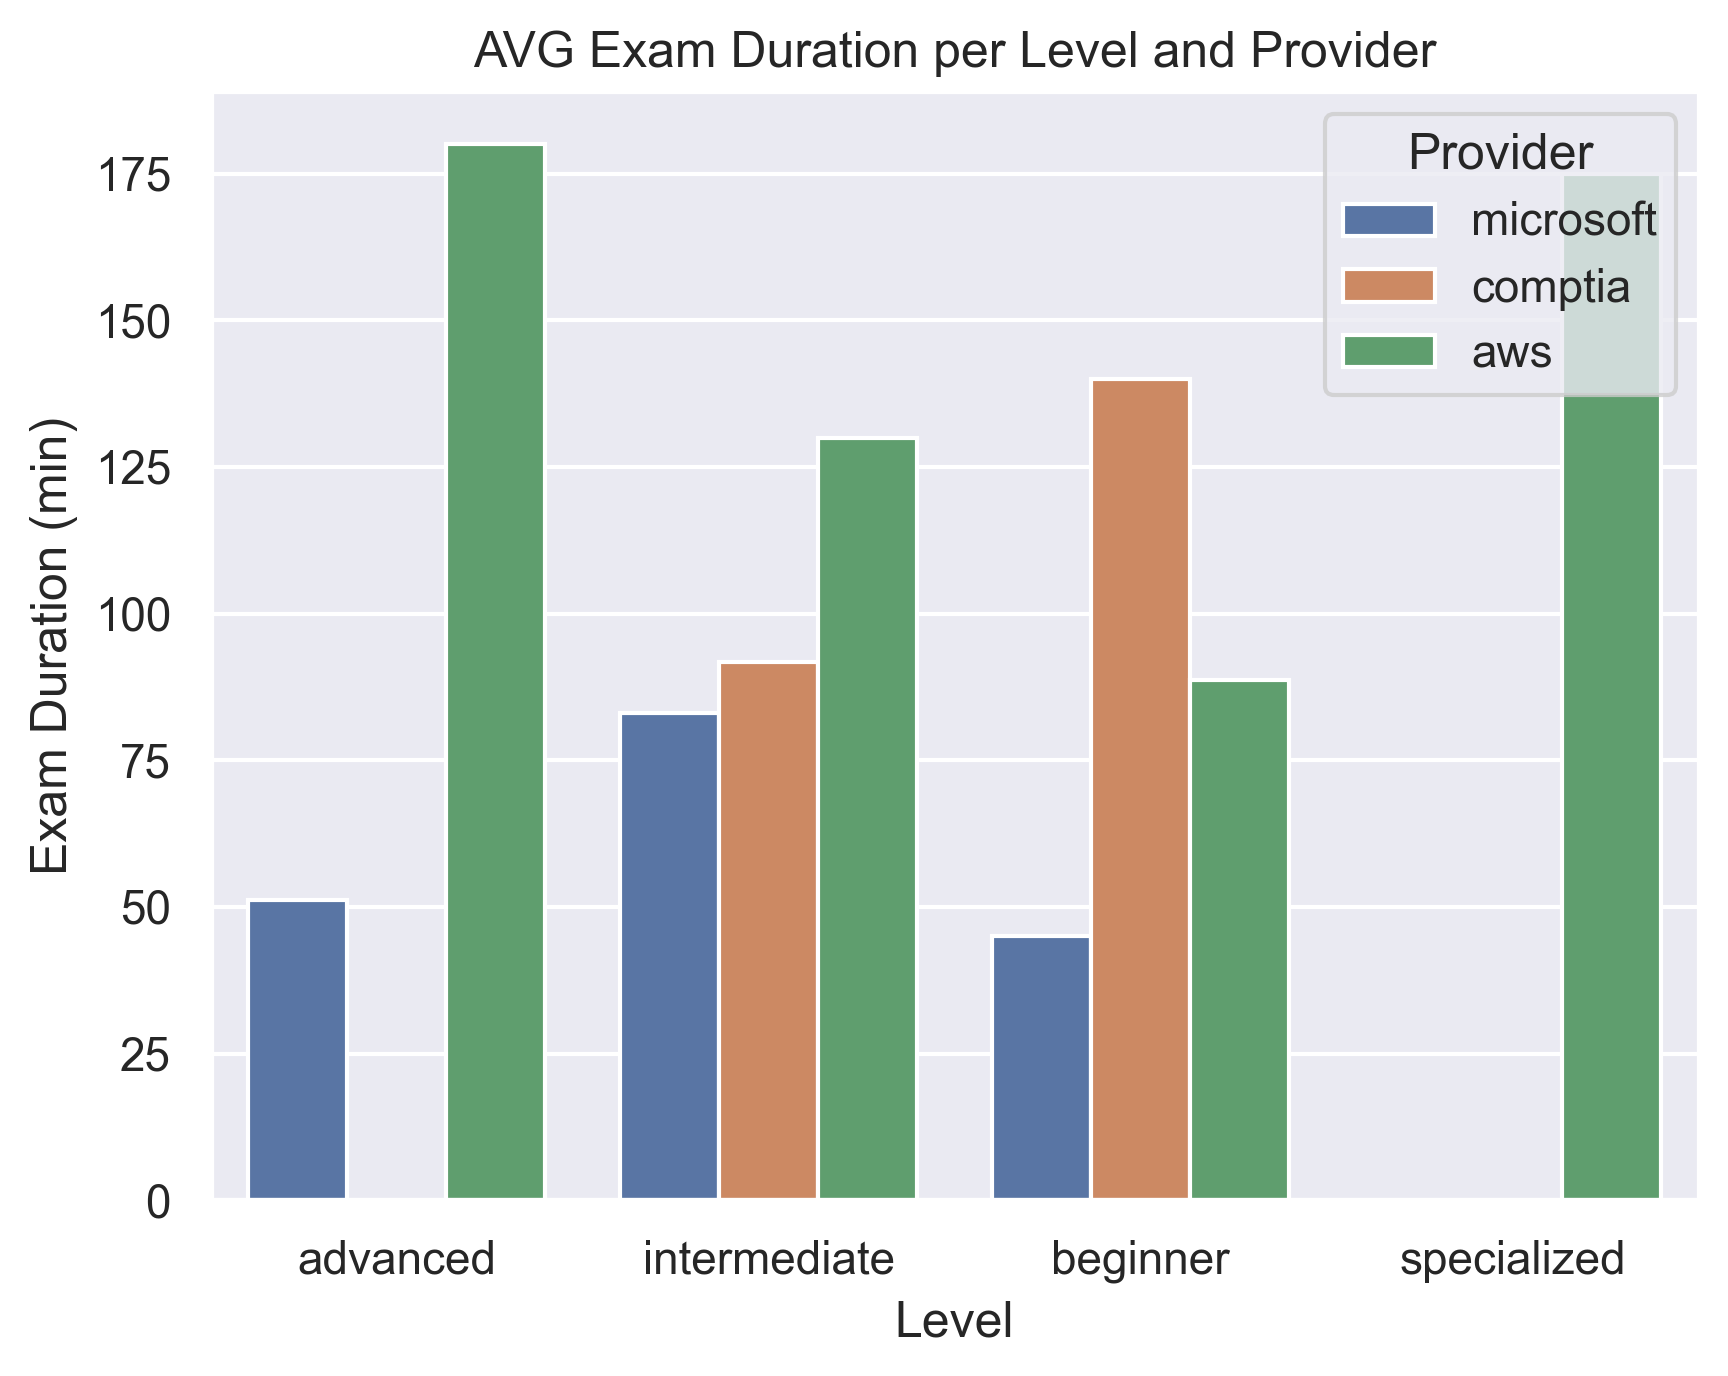 AVG Exam Duration per Level and Provider
Provider
microsoft
comptia
aws
Exam Duration (min)
175
150
125
100
75
50
25
0
advanced intermediate beginner specialized
Level